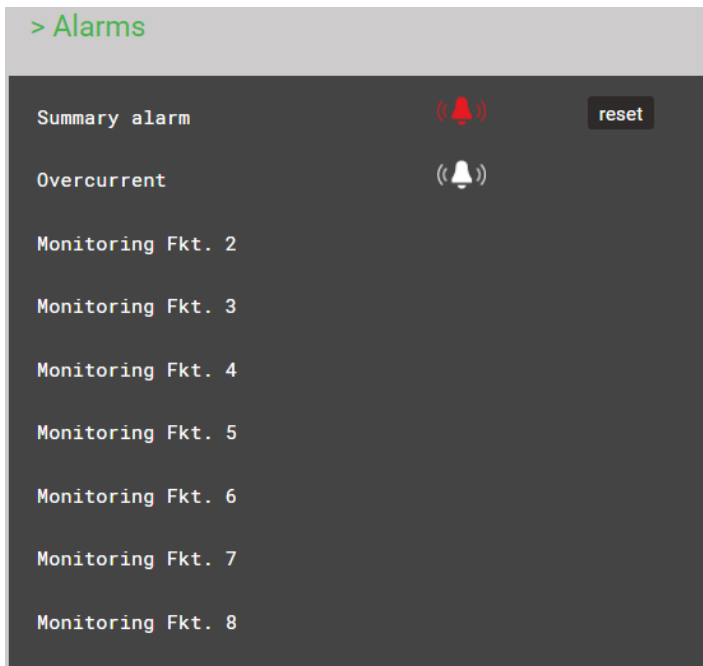 > Alarms
Summary alarm reset
Overcurrent
Monitoring Fkt. 2
Monitoring Fkt. 3
Monitoring Fkt. 4
Monitoring Fkt. 5
Monitoring Fkt. 6
Monitoring Fkt. 7
Monitoring Fkt. 8